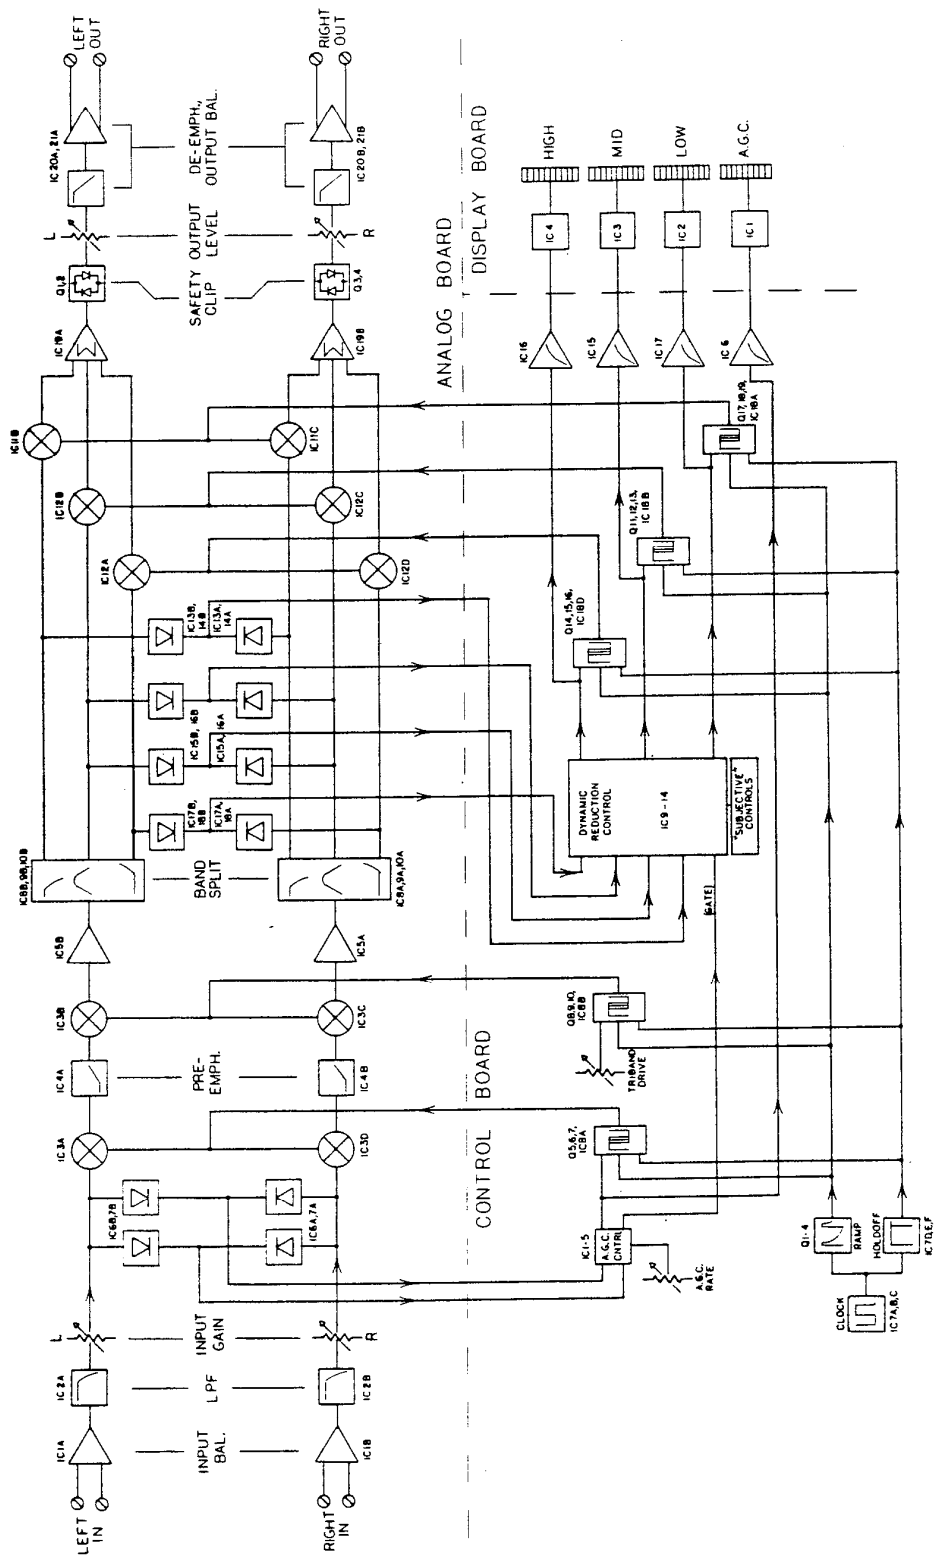 LEFT
IN
IC1A
IC2A
L
IC6B,7B
IC3A
IC4A
IC3B
IC5B
IC8B,9B,10B
IC12A
IC12B
IC11B
IC19A
Q1,2
L
IC20A, 21A
LEFT
OUT
INPUT
BAL.
LPF
INPUT
GAIN
PRE-
EMPH.
BAND
SPLIT
IC17B,
18B
IC17A,
18A
IC15B, 16B
IC15A, 16A
IC13B,
14B
IC13A,
14A
SAFETY
CLIP
OUTPUT
LEVEL
DE-EMPH.,
OUTPUT BAL.
RIGHT
IN
IC1B
IC2B
R
IC6A,7A
IC3D
IC4B
IC3C
IC5A
IC8A,9A,10A
IC12D
IC12C
IC11C
IC19B
Q3,4
R
IC20B, 21B
RIGHT
OUT
CONTROL BOARD
ANALOG BOARD
DISPLAY BOARD
A.G.C.
RATE
IC1-5
A.G.C.
CNTRL
Q5,6,7,
IC8A
TRIBAND
DRIVE
Q8,9,10,
IC8B
(GATE)
DYNAMIC
REDUCTION
CONTROL
IC9-14
"SUBJECTIVE"
CONTROLS
Q14,15,16,
IC18D
Q11,12,13,
IC18B
Q17,18,19,
IC18A
IC16
IC4
HIGH
IC15
IC3
MID
IC17
IC2
LOW
IC6
IC1
A.G.C.
CLOCK
IC7A,B,C
Q1-4
RAMP
HOLDOFF
IC7D,E,F